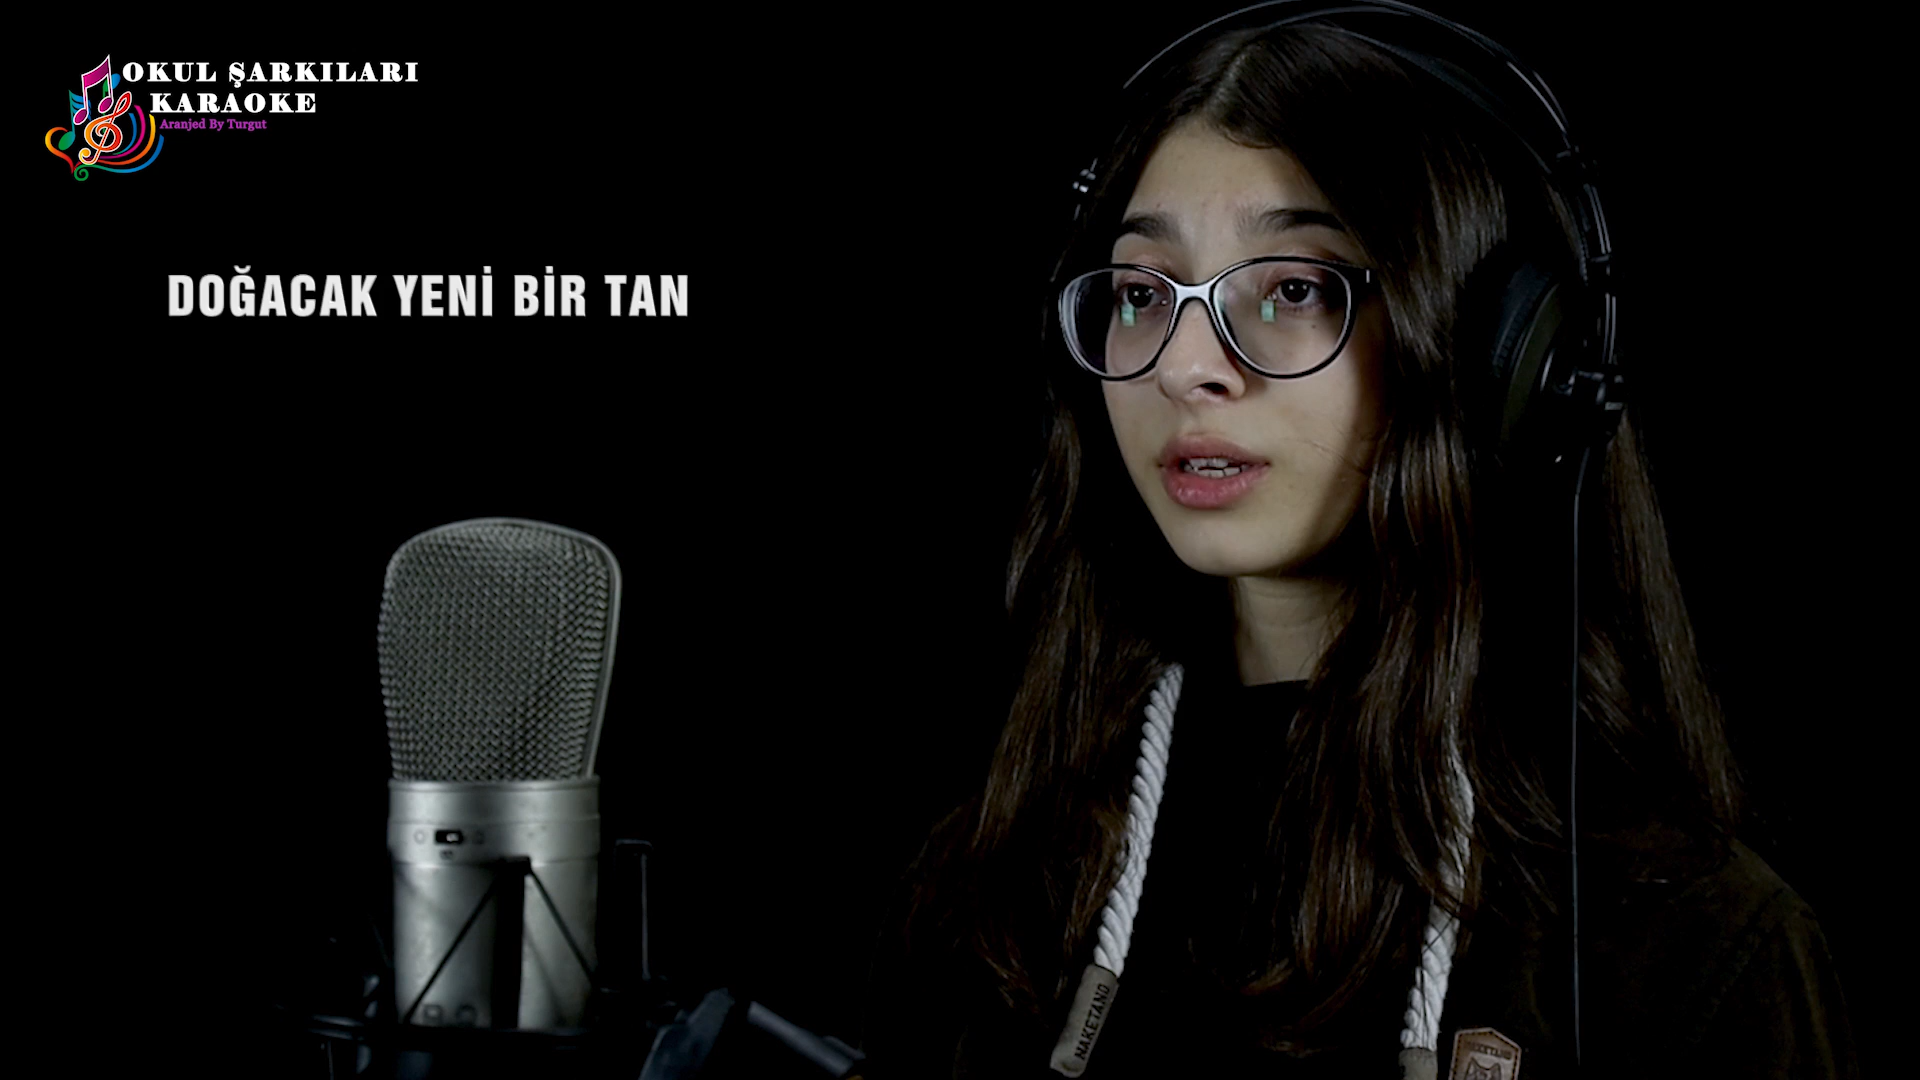 OKUL ŞARKILARI
KARAOKE
Aranjed By Turgut
DOĞACAK YENİ BİR TAN
NAKETANO